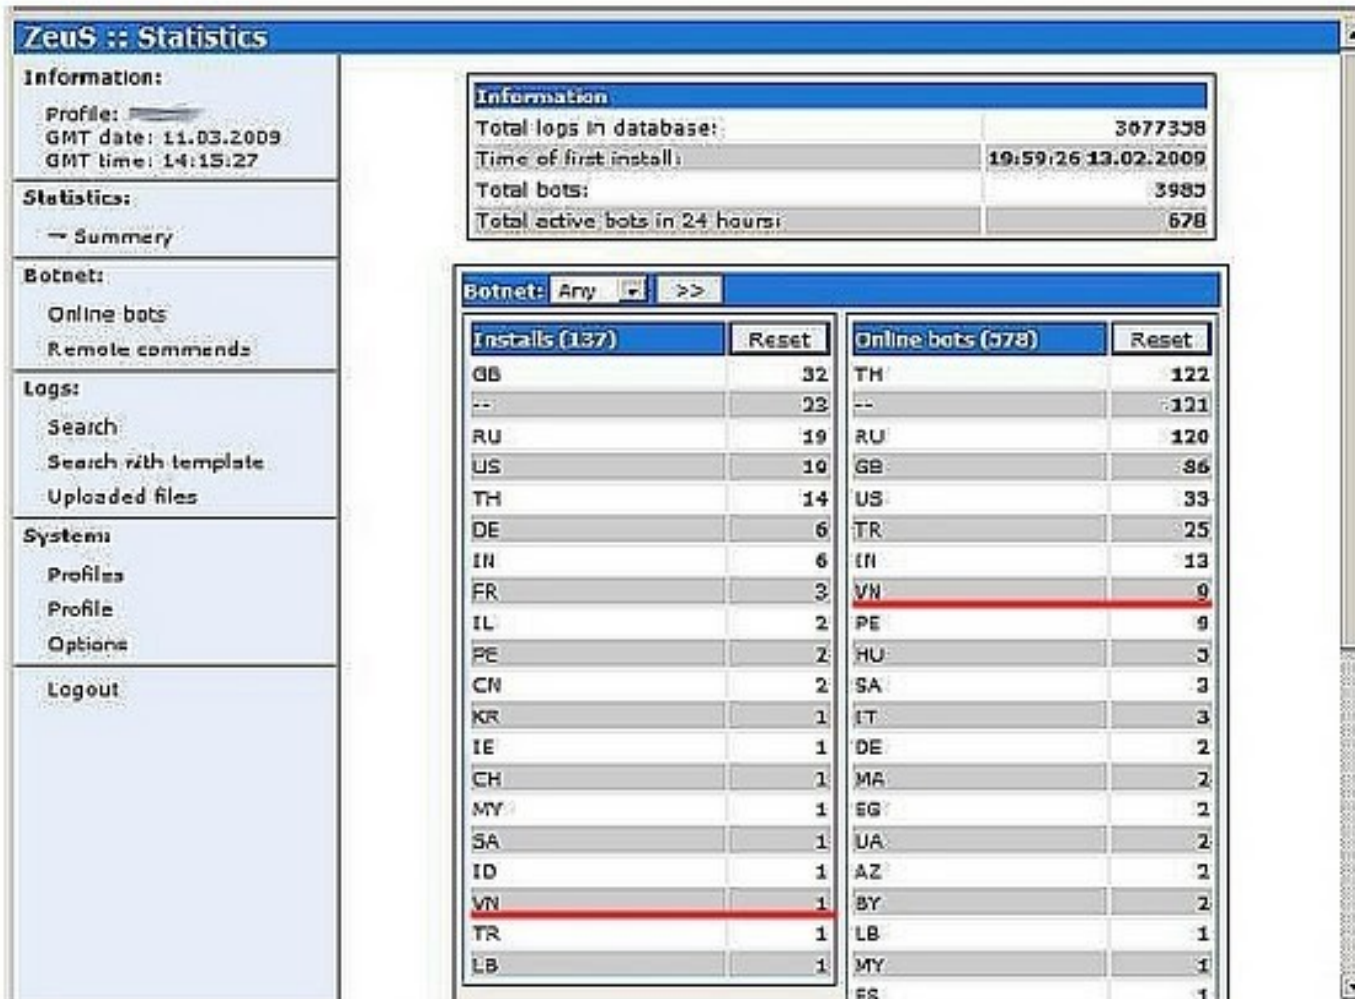 ZeuS :: Statistics
Information:
Profile:
GMT date: 11.03.2009
GMT time: 14:15:27
Statistics:
→ Summary
Botnet:
Online bots
Remote commands
Logs:
Search
Search with template
Uploaded files
System:
Profiles
Profile
Options
Logout
Information
Total logs in database: 3677358
Time of first install: 19:59:26 13.02.2009
Total bots: 3985
Total active bots in 24 hours: 678
Botnet: Any >>
Installs (137) Reset
GB 32
-- 23
RU 19
US 19
TH 14
DE 6
IN 6
FR 3
IL 2
PE 2
CN 2
KR 1
IE 1
CH 1
MY 1
SA 1
ID 1
VN 1
TR 1
LB 1
Online bots (578) Reset
TH 122
-- 121
RU 120
GB 86
US 33
TR 25
IN 13
VN 9
PE 9
HU
SA 3
IT 3
DE 2
MA 2
EG 2
UA 2
AZ 2
BY 2
LB 1
MY 1
ES 1